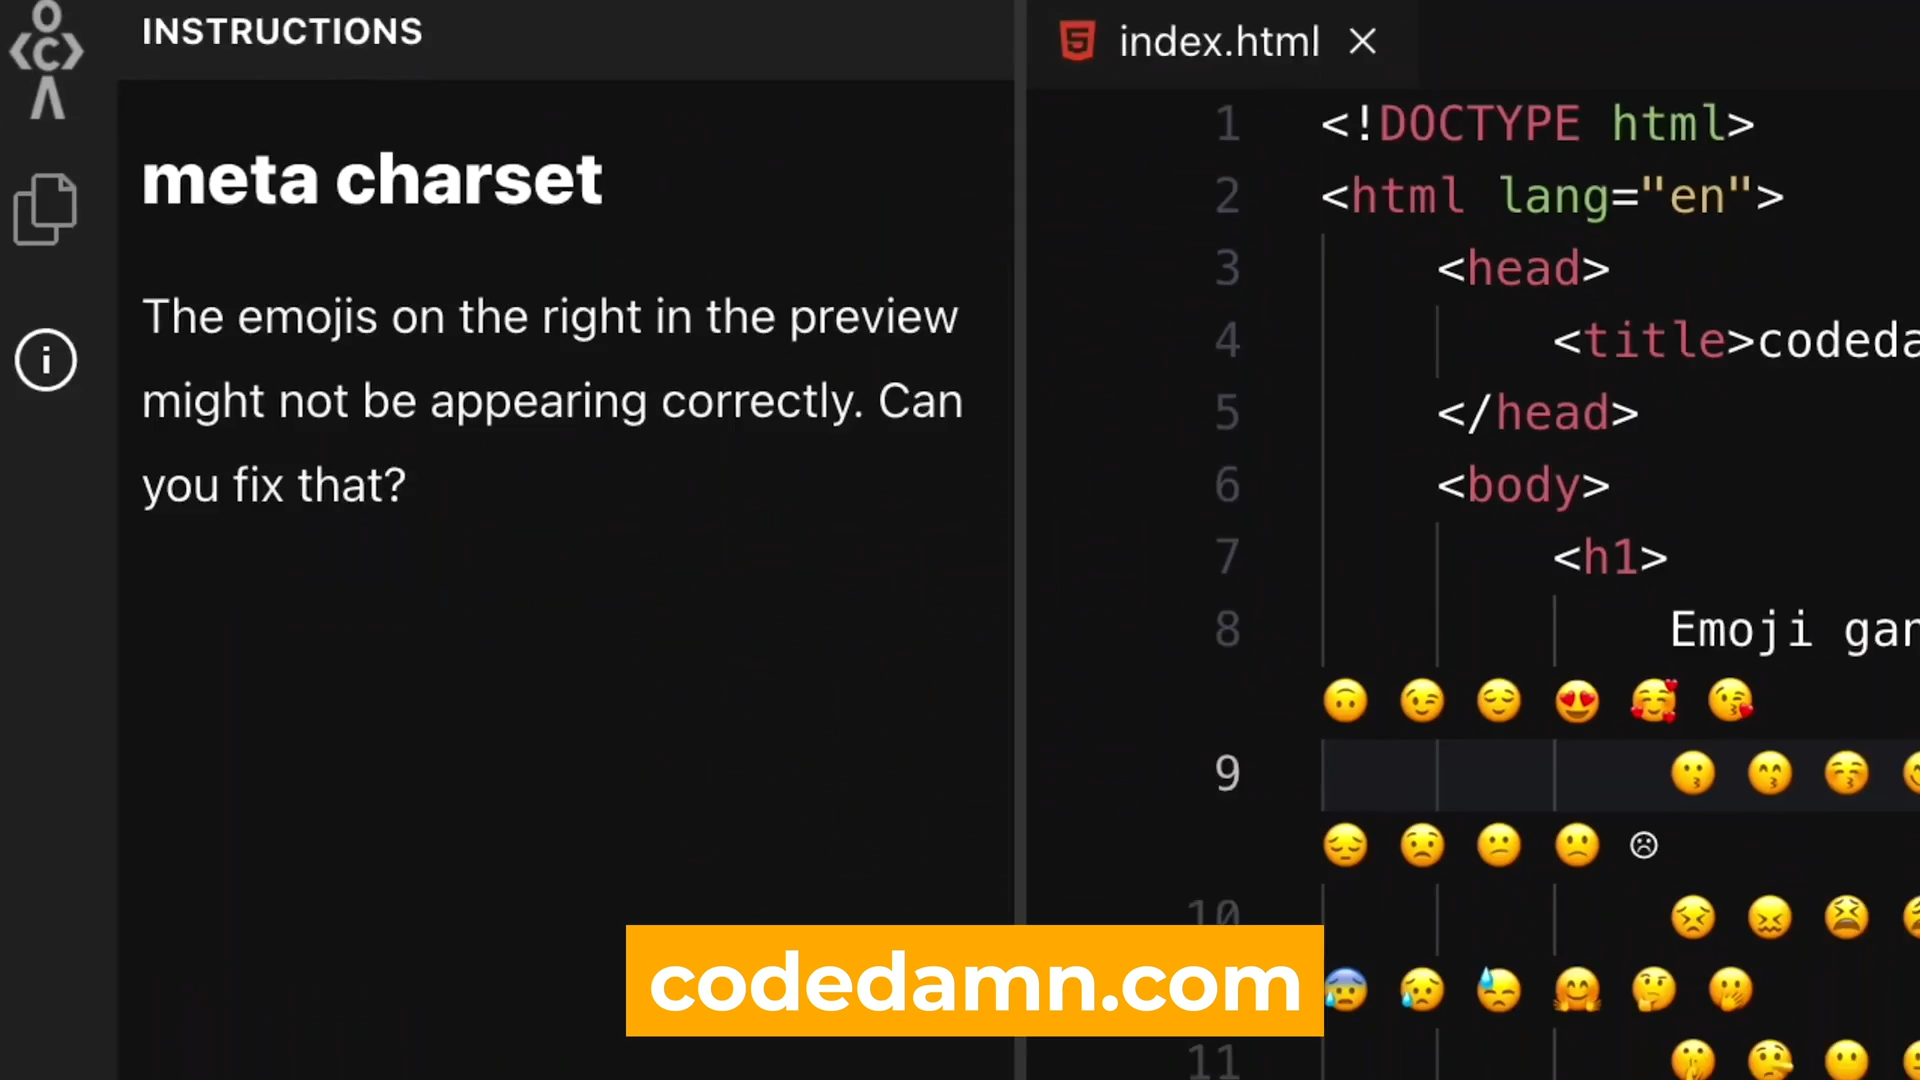 INSTRUCTIONS
meta charset
The emojis on the right in the preview
might not be appearing correctly. Can
you fix that?
index.html
1 <!DOCTYPE html>
2 <html lang="en">
3 <head>
4 <title>codeda
5 </head>
6 <body>
7 <h1>
8 Emoji gan
🙃 😉 😌 😍 🥰 😘
9 😗 😙 😚
😔 😟 😕 🙁 ☹
10 😣 😖 😫
😰 😥 😓 🤗 🤔 🤭
11 🤫 🤥 😶
codedamn.com